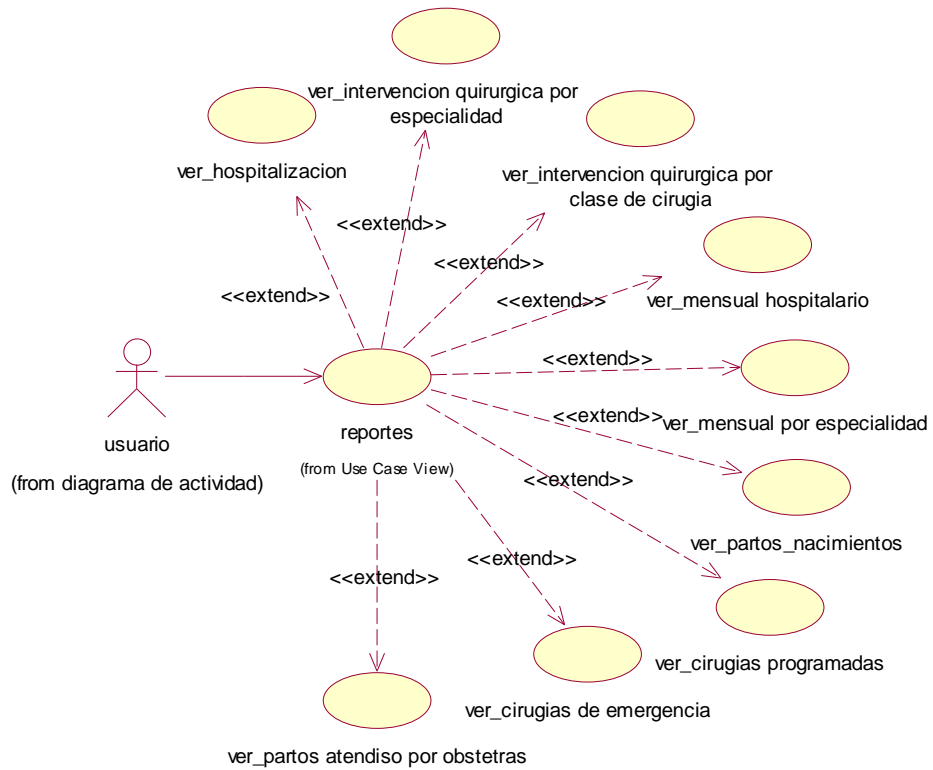 ver_intervencion quirurgica por
especialidad
ver_hospitalizacion
ver_intervencion quirurgica por
clase de cirugia
<<extend>>
<<extend>>
<<extend>>
<<extend>>
ver_mensual hospitalario
<<extend>>
<<extend>>
ver_mensual por especialidad
usuario
(from diagrama de actividad)
reportes
(from Use Case View)
<<extend>>
ver_partos_nacimientos
<<extend>>
<<extend>>
ver_cirugias programadas
ver_cirugias de emergencia
ver_partos atendiso por obstetras